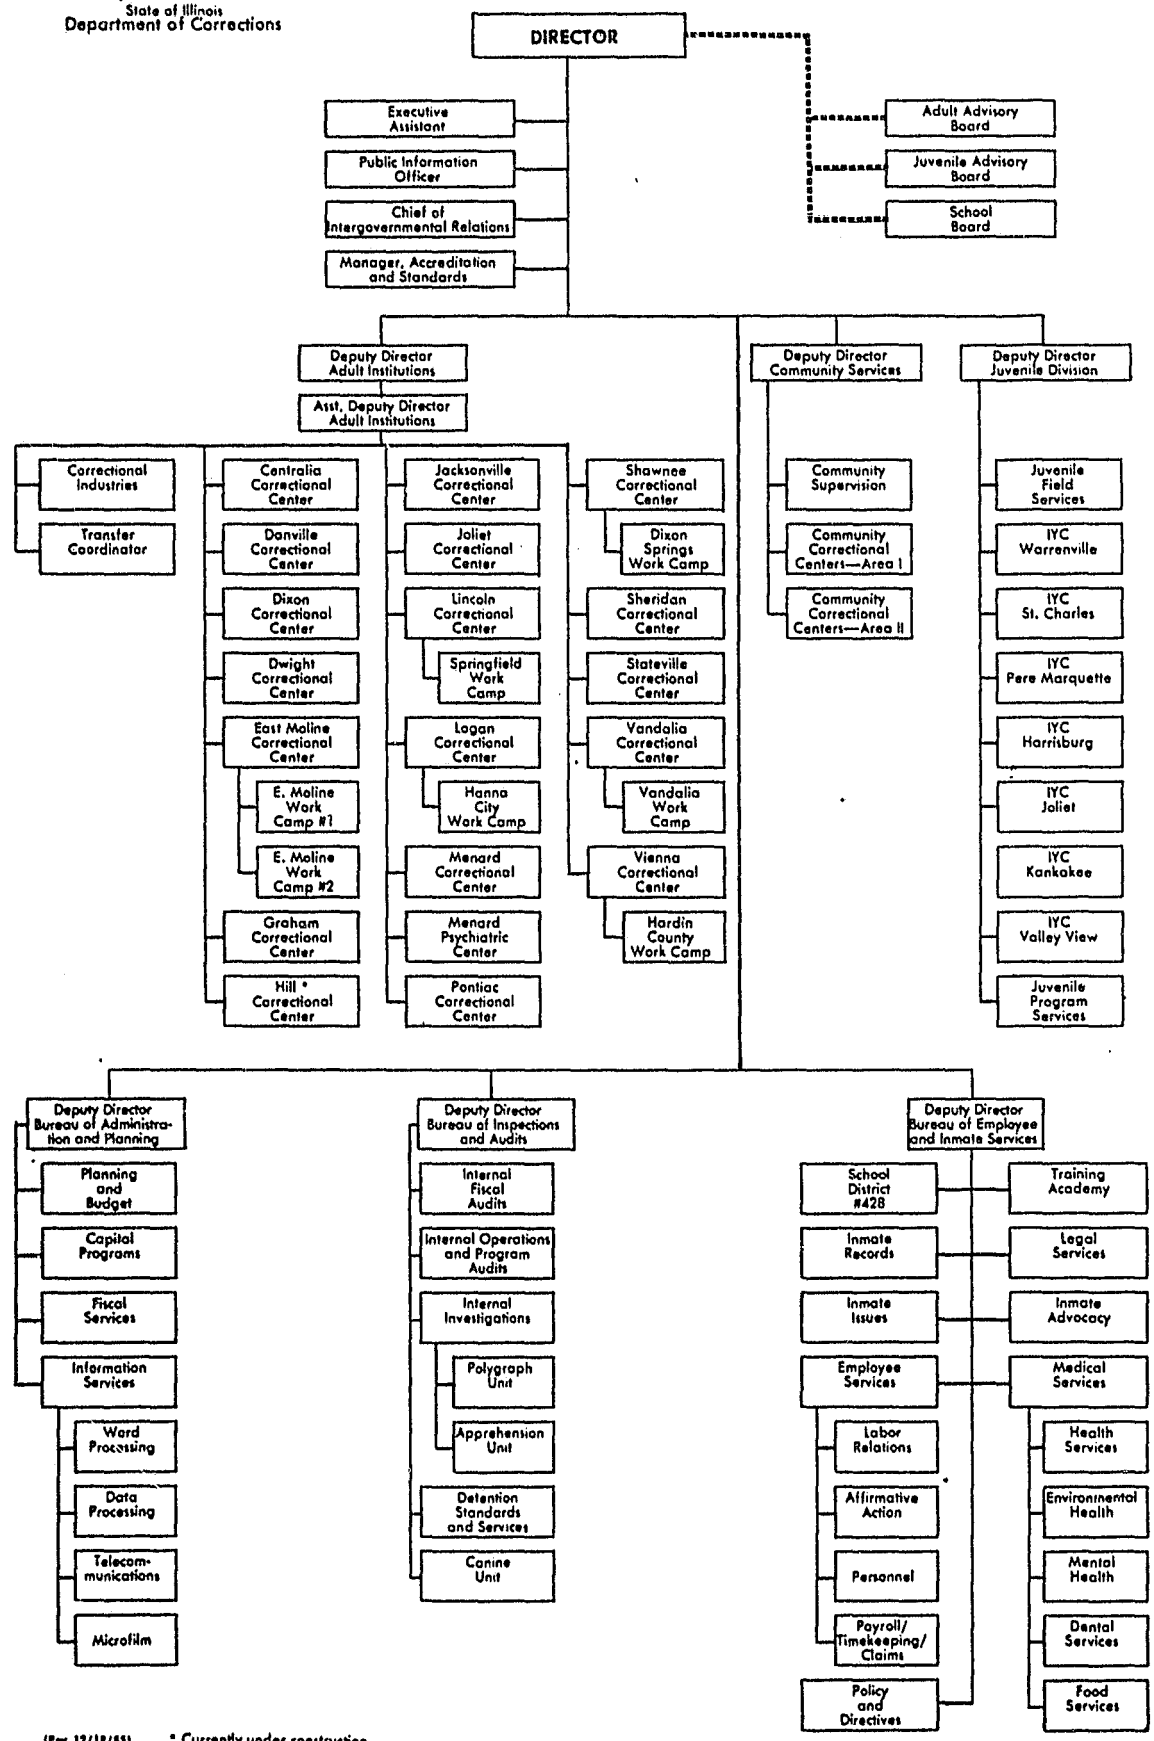 State of Illinois
Department of Corrections
DIRECTOR
Executive
Assistant
Public Information
Officer
Chief of
Intergovernmental Relations
Manager, Accreditation
and Standards
Adult Advisory
Board
Juvenile Advisory
Board
School
Board
Deputy Director
Adult Institutions
Asst. Deputy Director
Adult Institutions
Deputy Director
Community Services
Deputy Director
Juvenile Division
Correctional
Industries
Transfer
Coordinator
Centralia
Correctional
Center
Danville
Correctional
Center
Dixon
Correctional
Center
Dwight
Correctional
Center
East Moline
Correctional
Center
E. Moline
Work
Camp #1
E. Moline
Work
Camp #2
Graham
Correctional
Center
Hill *
Correctional
Center
Jacksonville
Correctional
Center
Joliet
Correctional
Center
Lincoln
Correctional
Center
Springfield
Work
Camp
Logan
Correctional
Center
Hanna
City
Work Camp
Menard
Correctional
Center
Menard
Psychiatric
Center
Pontiac
Correctional
Center
Shawnee
Correctional
Center
Dixon
Springs
Work Camp
Sheridan
Correctional
Center
Stateville
Correctional
Center
Vandalia
Correctional
Center
Vandalia
Work
Camp
Vienna
Correctional
Center
Hardin
County
Work Camp
Community
Supervision
Community
Correctional
Centers—Area I
Community
Correctional
Centers—Area II
Juvenile
Field
Services
IYC
Warrenville
IYC
St. Charles
IYC
Pere Marquette
IYC
Harrisburg
IYC
Joliet
IYC
Kankakee
IYC
Valley View
Juvenile
Program
Services
Deputy Director
Bureau of Administra-
tion and Planning
Planning
and
Budget
Capital
Programs
Fiscal
Services
Information
Services
Word
Processing
Data
Processing
Telecom-
munications
Microfilm
Deputy Director
Bureau of Inspections
and Audits
Internal
Fiscal
Audits
Internal Operations
and Program
Audits
Internal
Investigations
Polygraph
Unit
Apprehension
Unit
Detention
Standards
and Services
Canine
Unit
Deputy Director
Bureau of Employee
and Inmate Services
School
District
#428
Training
Academy
Inmate
Records
Legal
Services
Inmate
Issues
Inmate
Advocacy
Employee
Services
Medical
Services
Labor
Relations
Affirmative
Action
Personnel
Payroll/
Timekeeping/
Claims
Policy
and
Directives
Health
Services
Environmental
Health
Mental
Health
Dental
Services
Food
Services
* Currently under construction